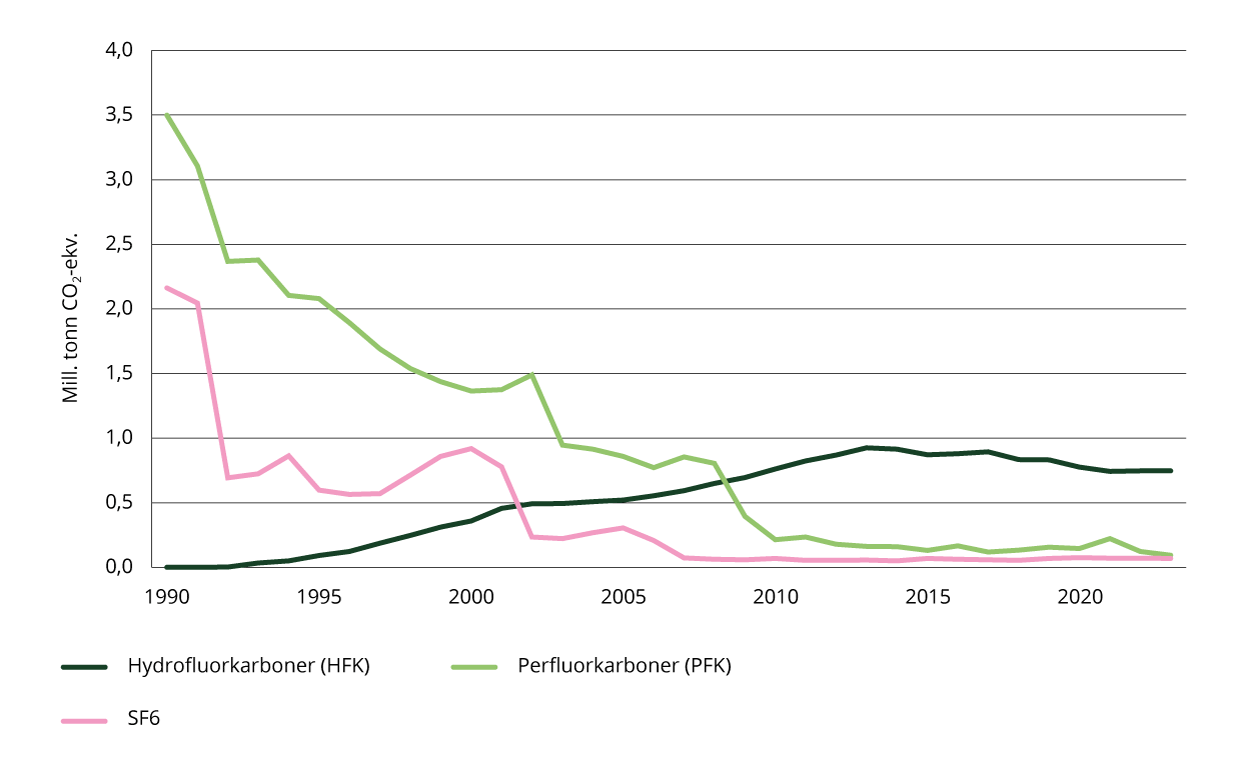 4,0
3,5
3,0
2,5
2,0
1,5
1,0
0,5
0,0
Mill. tonn CO₂-ekv.
1990 1995 2000 2005 2010 2015 2020
Hydrofluorkarboner (HFK) Perfluorkarboner (PFK)
SF6